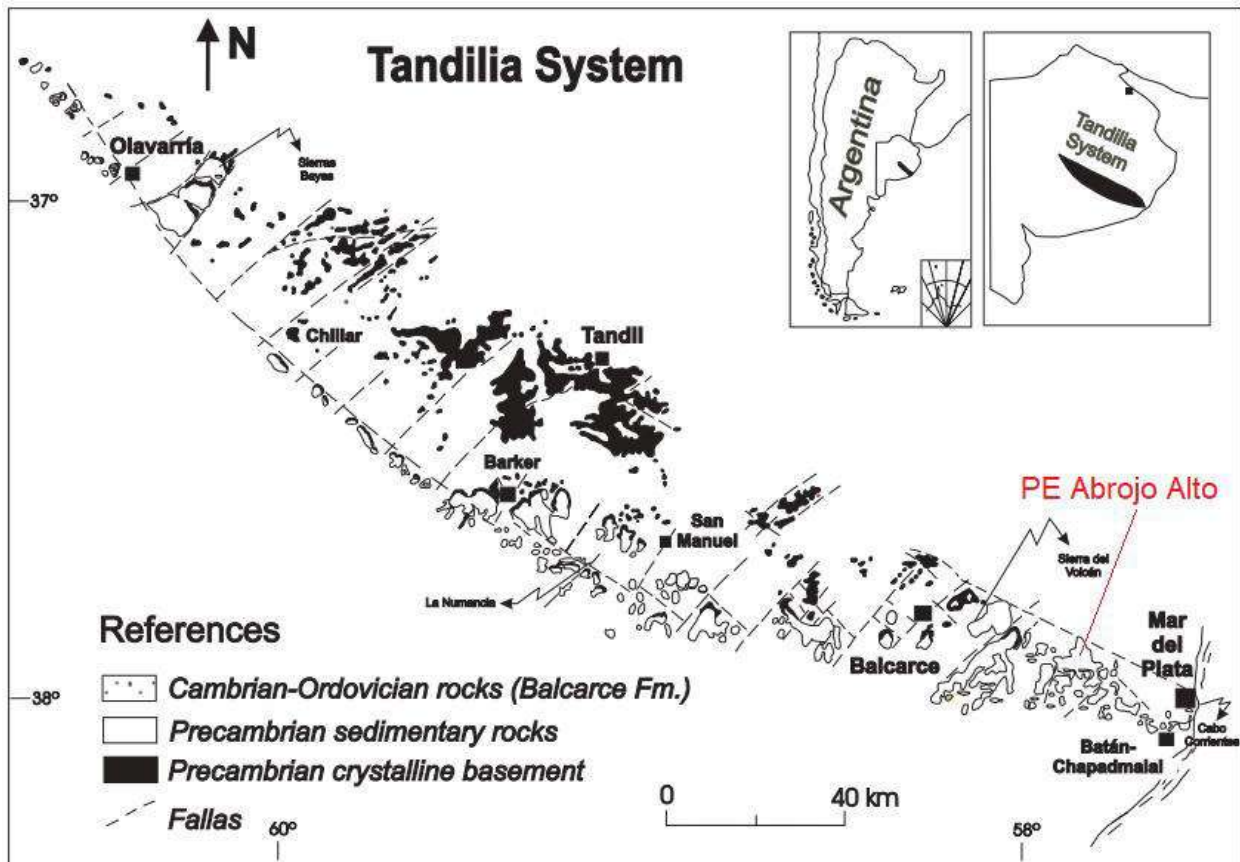 Tandilia System
N
Argentina
Tandilia
System
Olavarría
Sierras
Bayas
37º
Chillar
Tandil
Barker
San
Manuel
PE Abrojo Alto
Sierra del
Volcán
La Numancia
Mar
del
Plata
Balcarce
38º
Cabo
Corrientes
Batán-
Chapadmalal
References
Cambrian-Ordovician rocks (Balcarce Fm.)
Precambrian sedimentary rocks
Precambrian crystalline basement
Fallas
0
40 km
60º
58º